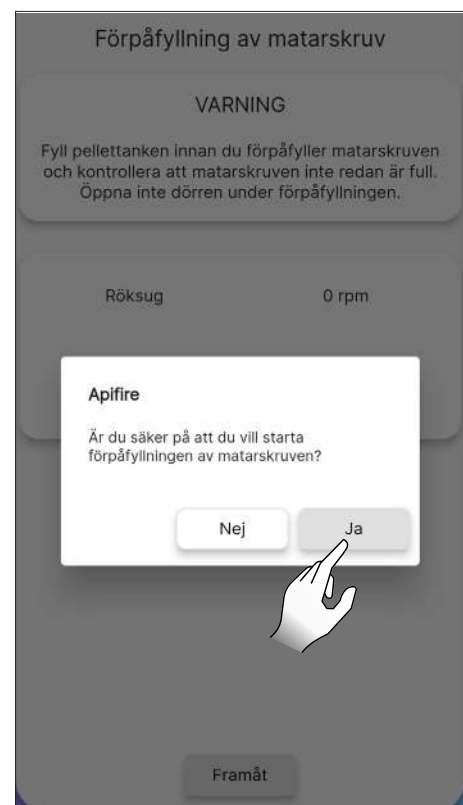 Förpåfyllning av matarskruv
VARNING
Fyll pellettanken innan du förpåfyller matarskruven
och kontrollera att matarskruven inte redan är full.
Öppna inte dörren under förpåfyllningen.
Röksug 0 rpm
Apifire
Är du säker på att du vill starta
förpåfyllningen av matarskruven?
Nej Ja
Framåt